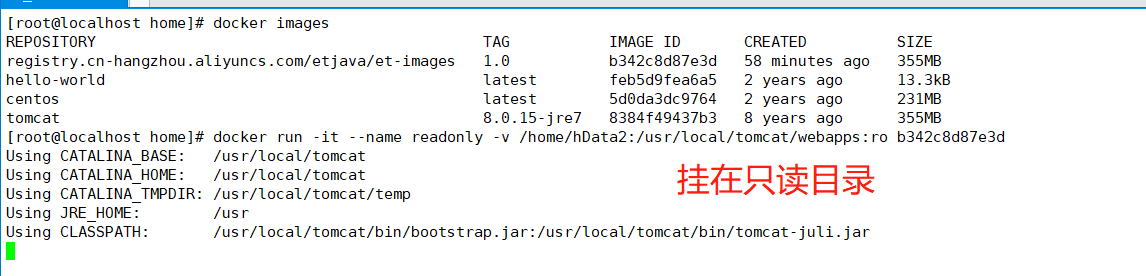 [root@localhost home]# docker images
REPOSITORY TAG IMAGE ID CREATED SIZE
registry.cn-hangzhou.aliyuncs.com/etjava/et-images 1.0 b342c8d87e3d 58 minutes ago 355MB
hello-world latest feb5d9fea6a5 2 years ago 13.3kB
centos latest 5d0da3dc9764 2 years ago 231MB
tomcat 8.0.15-jre7 8384f49437b3 8 years ago 355MB
[root@localhost home]# docker run -it --name readonly -v /home/hData2:/usr/local/tomcat/webapps:ro b342c8d87e3d
Using CATALINA_BASE: /usr/local/tomcat
Using CATALINA_HOME: /usr/local/tomcat
挂在只读目录
Using CATALINA_TMPDIR: /usr/local/tomcat/temp
Using JRE_HOME: /usr
Using CLASSPATH: /usr/local/tomcat/bin/bootstrap.jar:/usr/local/tomcat/bin/tomcat-juli.jar